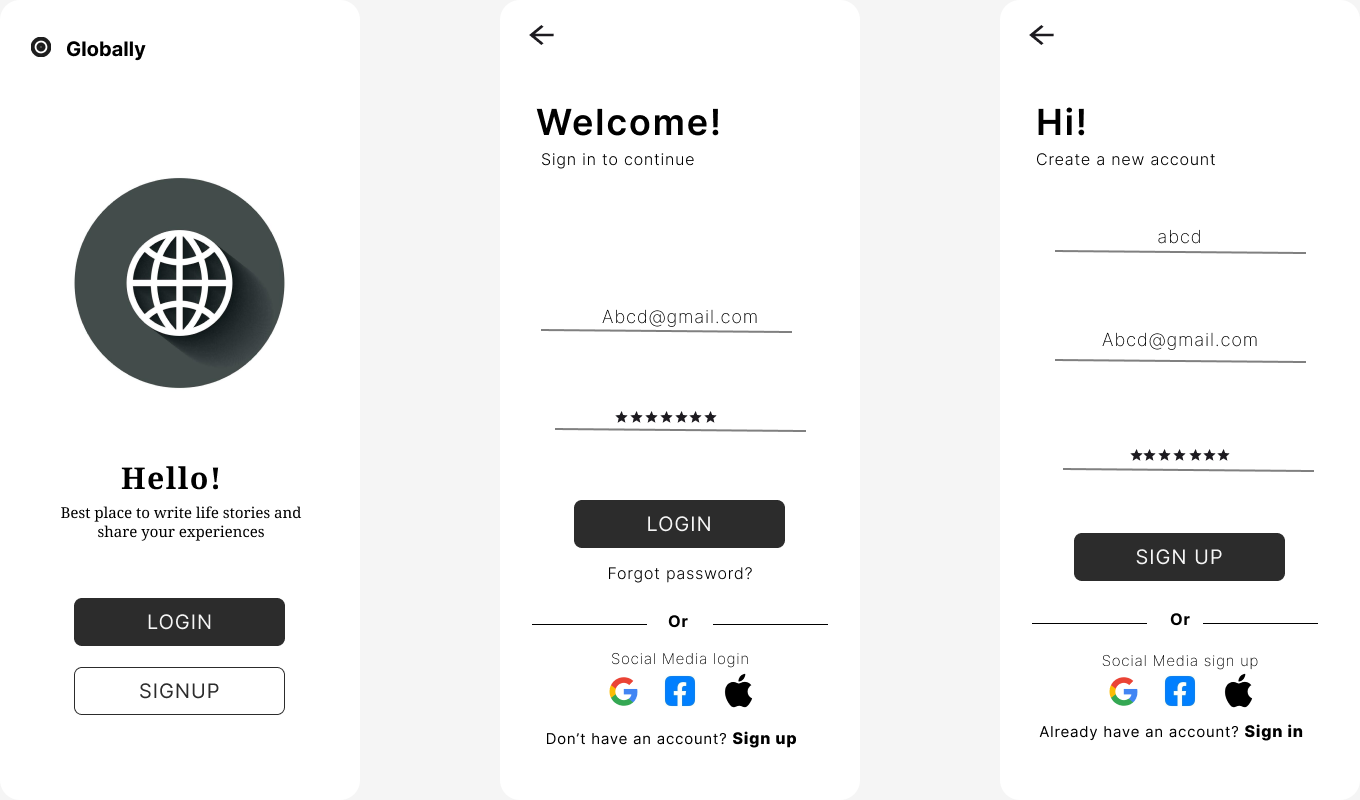 Globally
Hello!
Best place to write life stories and
share your experiences
LOGIN
SIGNUP
Welcome!
Sign in to continue
Abcd@gmail.com
★★★★★★★
LOGIN
Forgot password?
Or
Social Media login
Don’t have an account? Sign up
Hi!
Create a new account
abcd
Abcd@gmail.com
★★★★★★★
SIGN UP
Or
Social Media sign up
Already have an account? Sign in